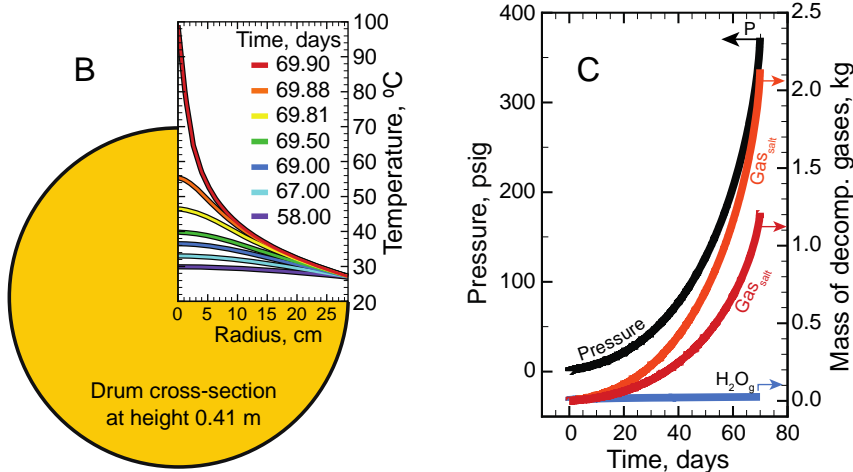 B
Time, days
69.90
69.88
69.81
69.50
69.00
67.00
58.00
100
90
80
70
60
50
40
30
20
Temperature, ºC
0 5 10 15 20 25
Radius, cm
Drum cross-section
at height 0.41 m
C
400
300
200
100
0
Pressure, psig
P
Gas_salt
Gas_salt
Pressure
H₂O_g
2.5
2.0
1.5
1.0
0.5
0.0
Mass of decomp. gases, kg
0 20 40 60 80
Time, days